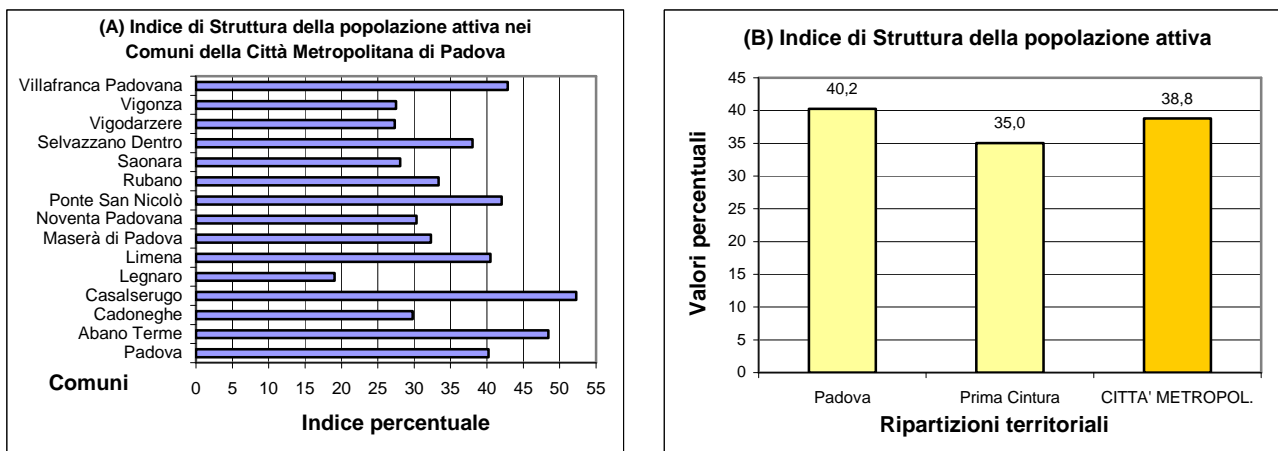 (A) Indice di Struttura della popolazione attiva nei
Comuni della Città Metropolitana di Padova
Villafranca Padovana
Vigonza
Vigodarzere
Selvazzano Dentro
Saonara
Rubano
Ponte San Nicolò
Noventa Padovana
Maserà di Padova
Limena
Legnaro
Casalserugo
Cadoneghe
Abano Terme
Padova
Comuni
0 5 10 15 20 25 30 35 40 45 50 55
Indice percentuale
(B) Indice di Struttura della popolazione attiva
Valori percentuali
45
40
35
30
25
20
15
10
5
0
40,2
35,0
38,8
Padova Prima Cintura CITTA' METROPOL.
Ripartizioni territoriali